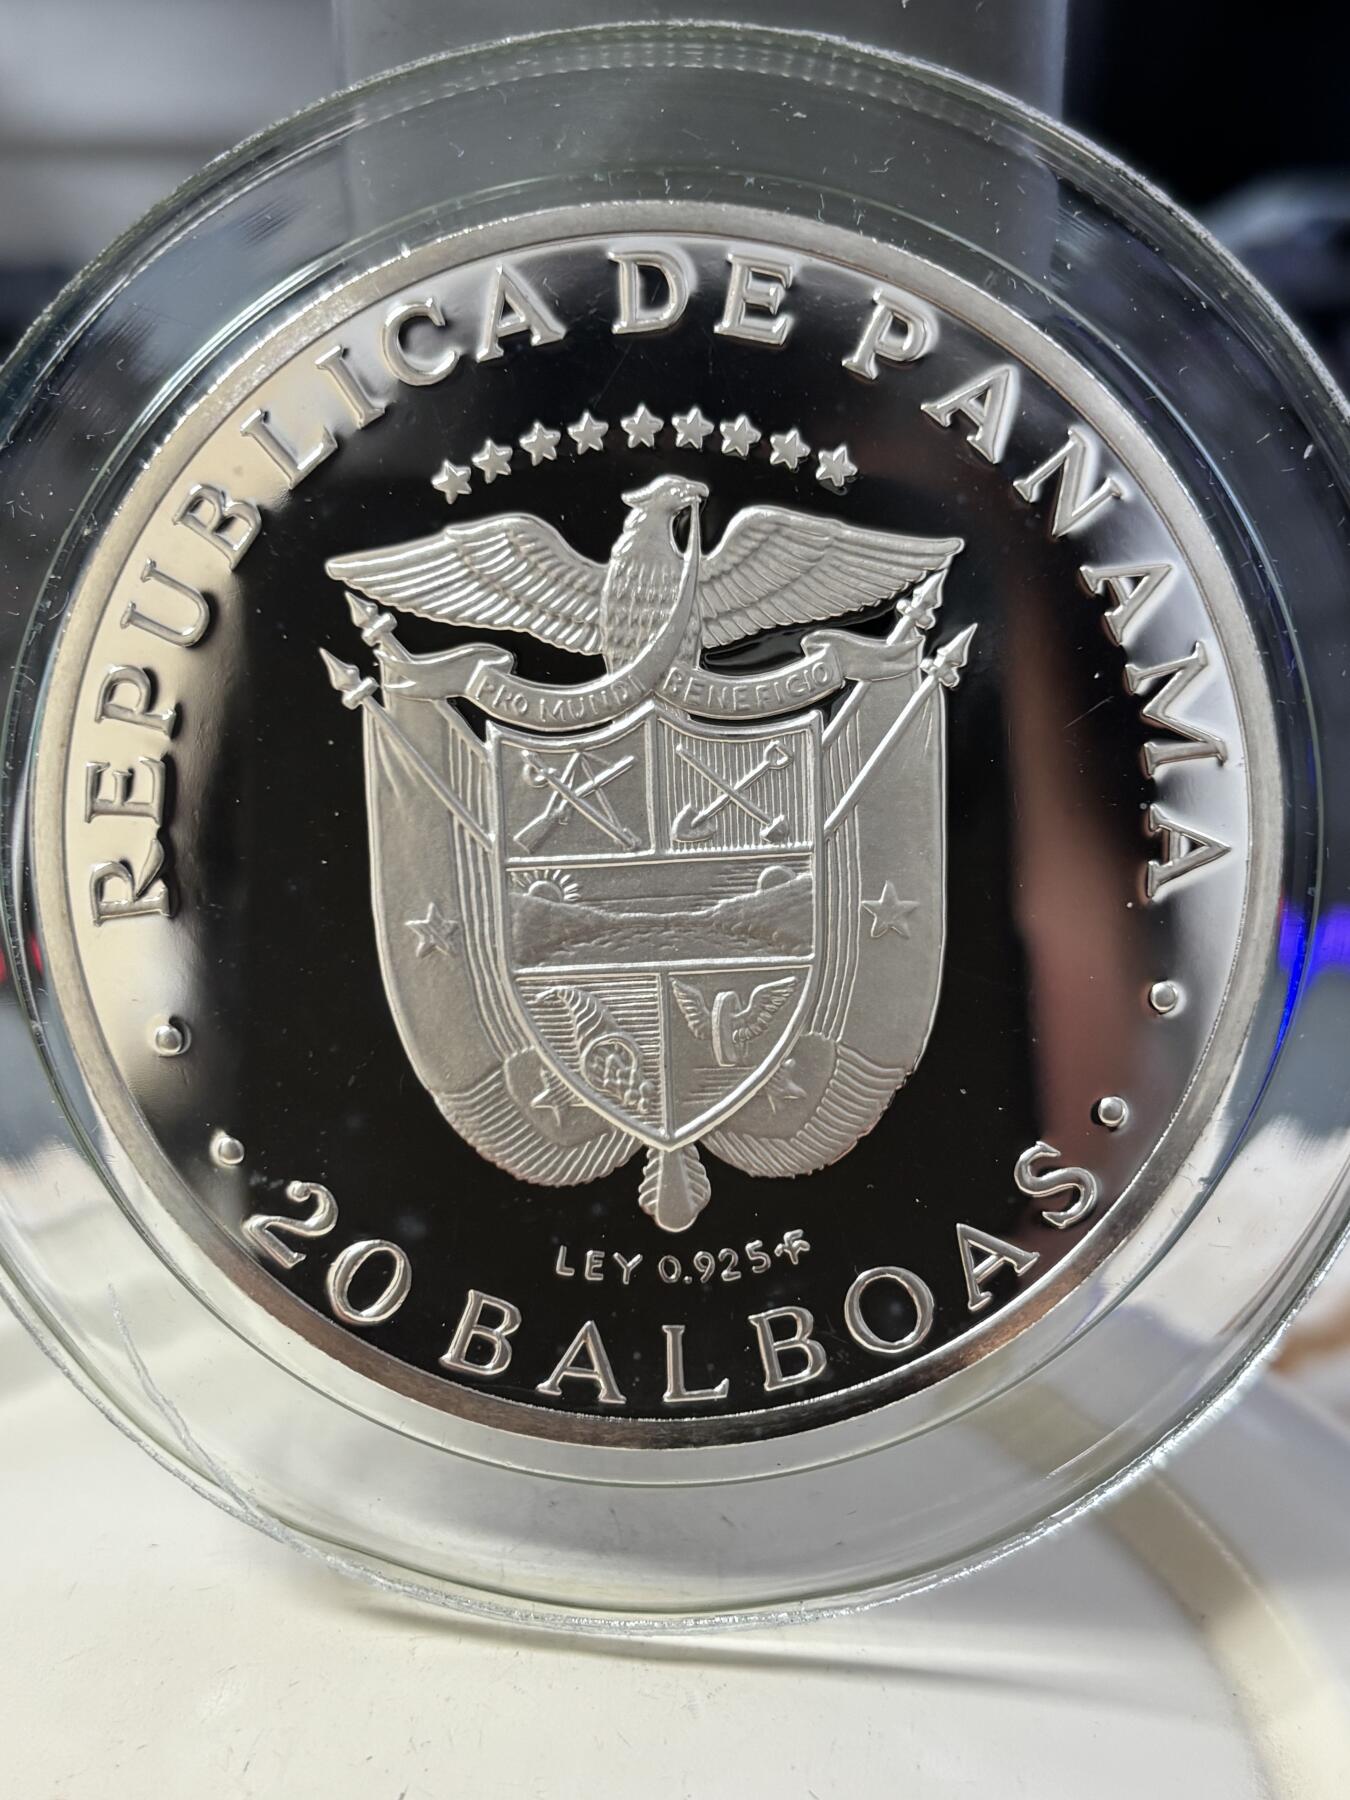 REPUBLICA DE PANAMA
PRO MUNDI BENEFICIO
LEY 0.925
20 BALBOAS